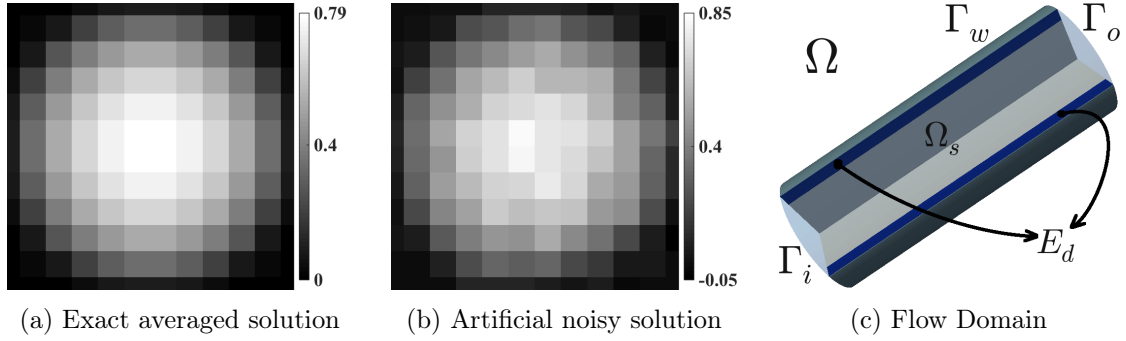 0.79
0.4
0
0.85
0.4
-0.05
Ω
Γw
Γo
Ωs
Γi
Ed
(a) Exact averaged solution
(b) Artificial noisy solution
(c) Flow Domain